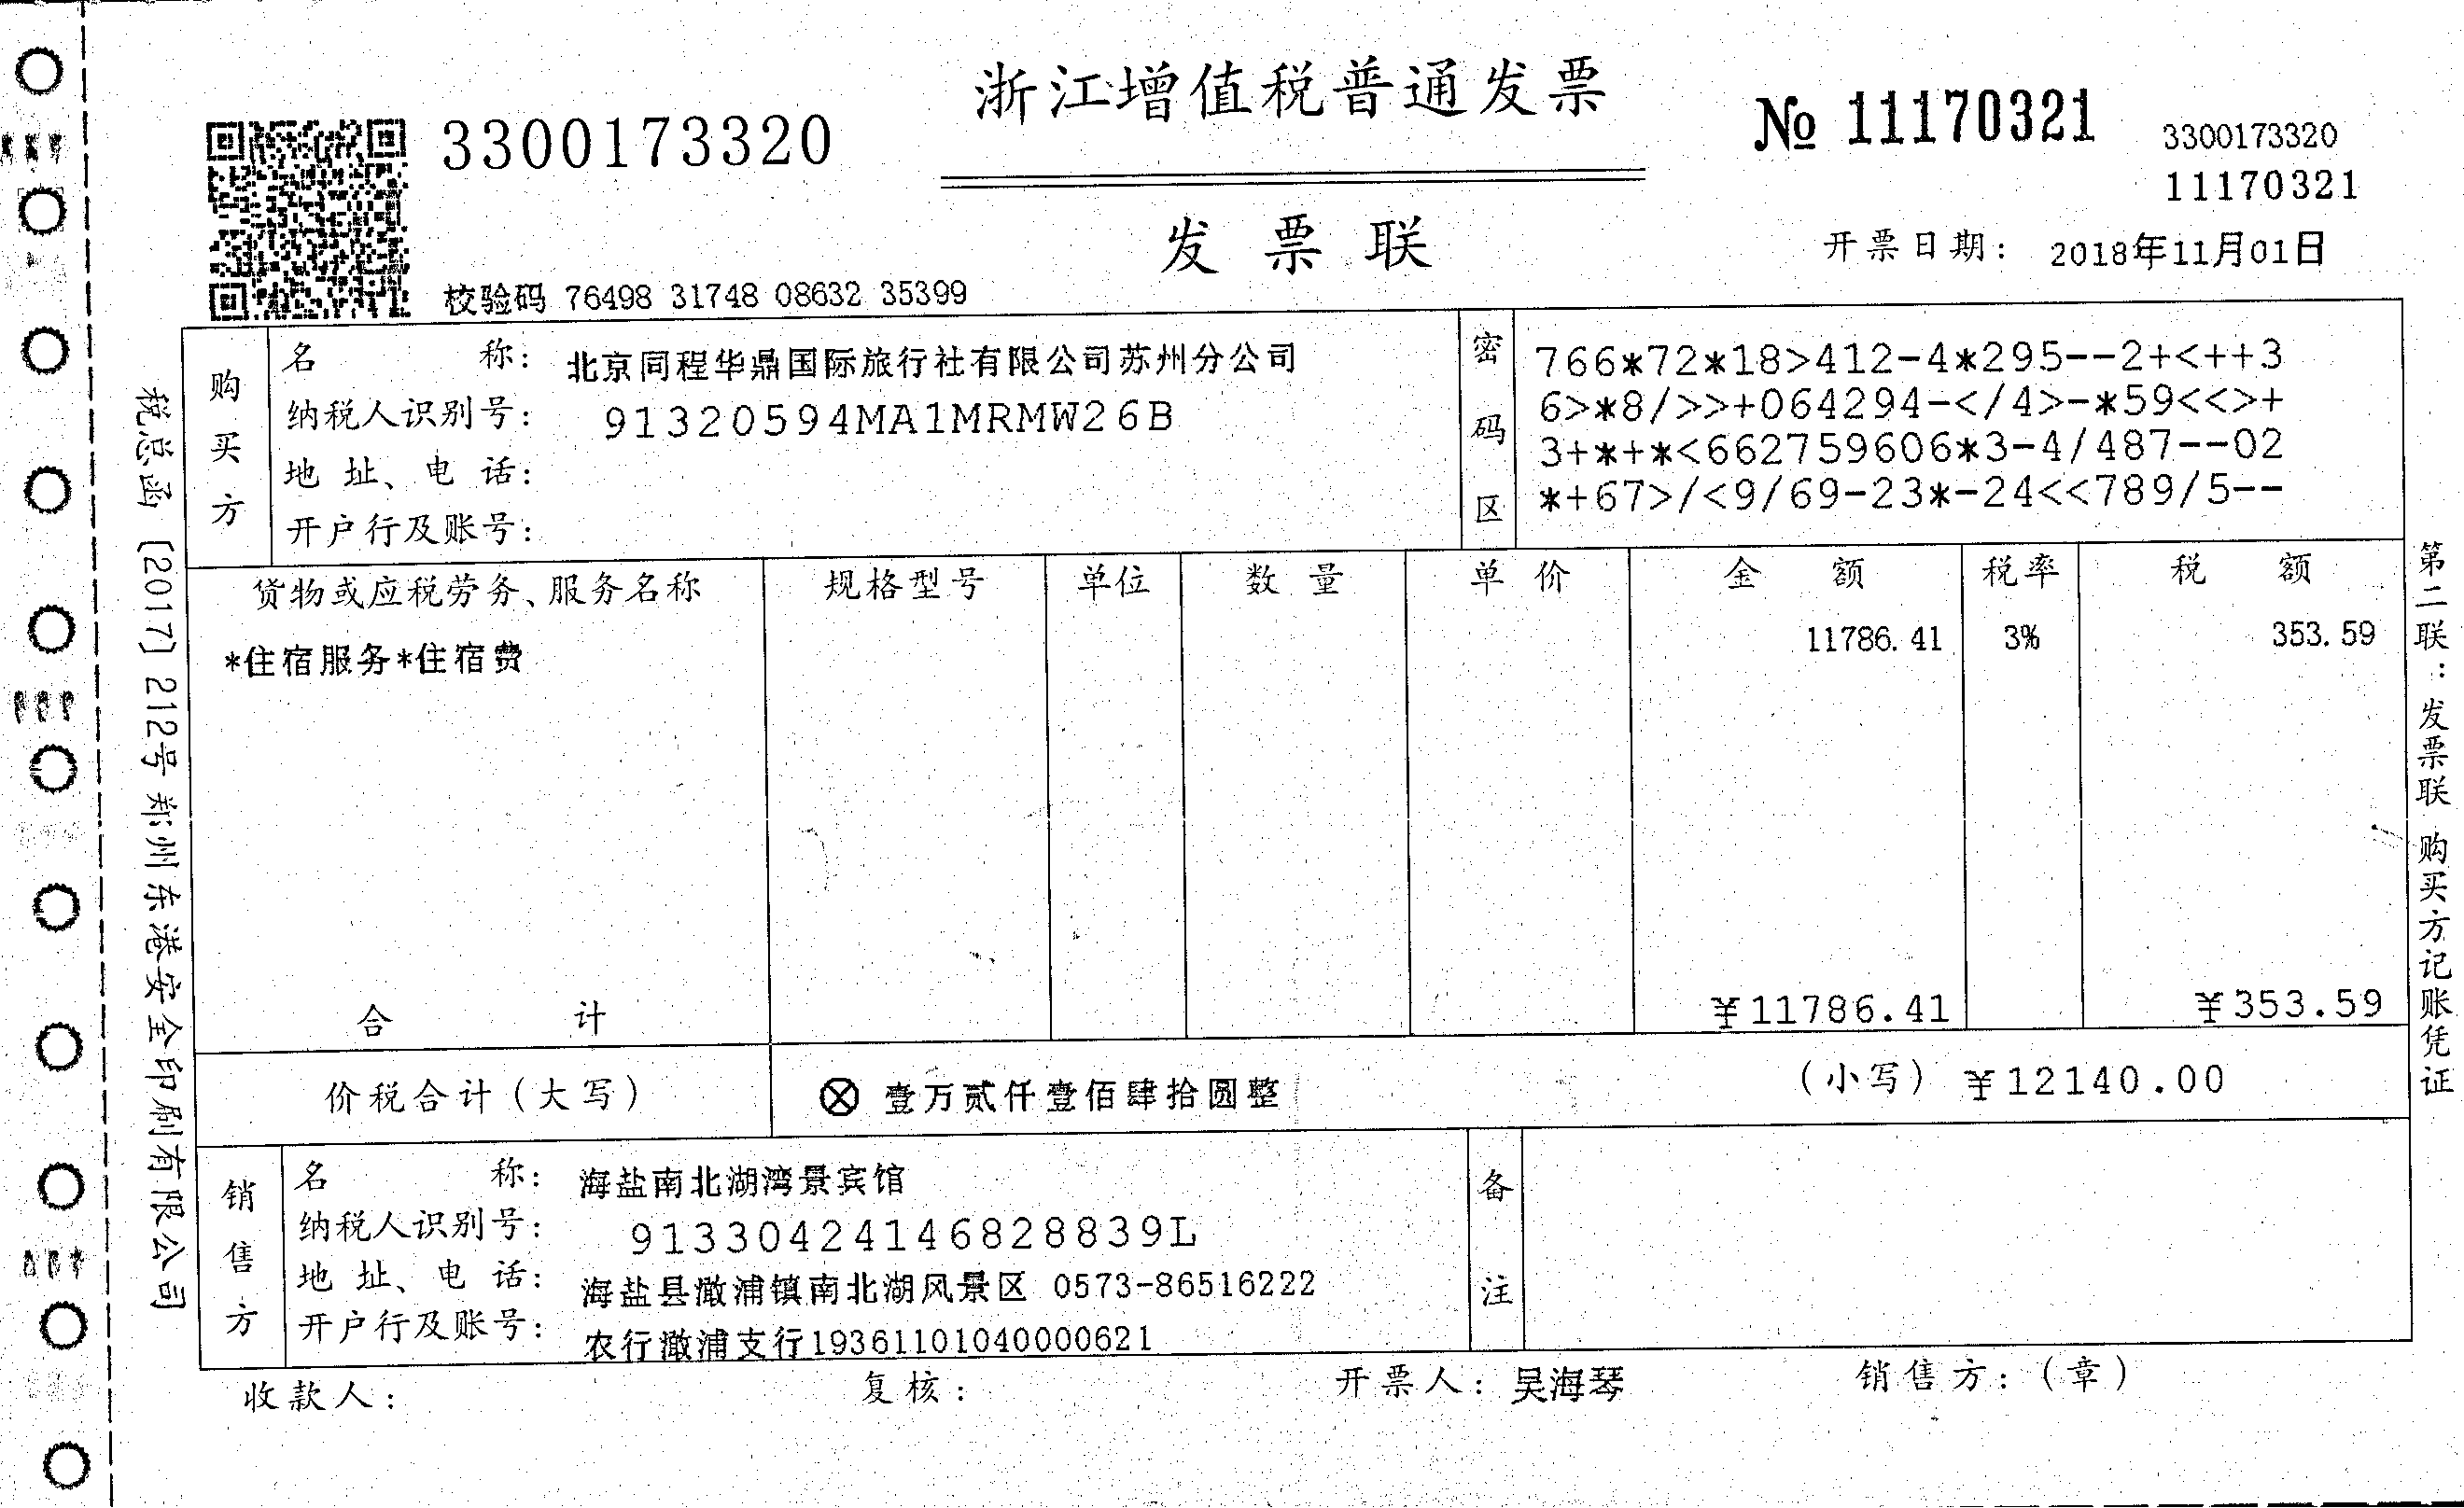 浙江增值税普通发票
3300173320
№ 11170321
3300173320
11170321
发票联
开票日期: 2018年11月01日
校验码 76498 31748 08632 35399
购买方
名称: 北京同程华鼎国际旅行社有限公司苏州分公司
纳税人识别号: 91320594MA1MRMW26B
地址、电话:
开户行及账号:
密码区
766*72*18>412-4*295--2+<++3
6>*8/>>+064294-</4>-*59<<>+
3+*+*<662759606*3-4/487--02
*+67>/<9/69-23*-24<<789/5--
货物或应税劳务、服务名称 规格型号 单位 数量 单价 金额 税率 税额
*住宿服务*住宿费 11786.41 3% 353.59
合计 ¥11786.41 ¥353.59
价税合计(大写) ⊗ 壹万贰仟壹佰肆拾圆整 (小写) ¥12140.00
销售方
名称: 海盐南北湖湾景宾馆
纳税人识别号: 91330424146828839L
地址、电话: 海盐县澉浦镇南北湖风景区 0573-86516222
开户行及账号: 农行澉浦支行19361101040000621
备注
收款人: 复核: 开票人: 吴海琴 销售方:(章)
税总函〔2017〕212号郑州东港安全印刷有限公司
第二联:发票联 购买方记账凭证